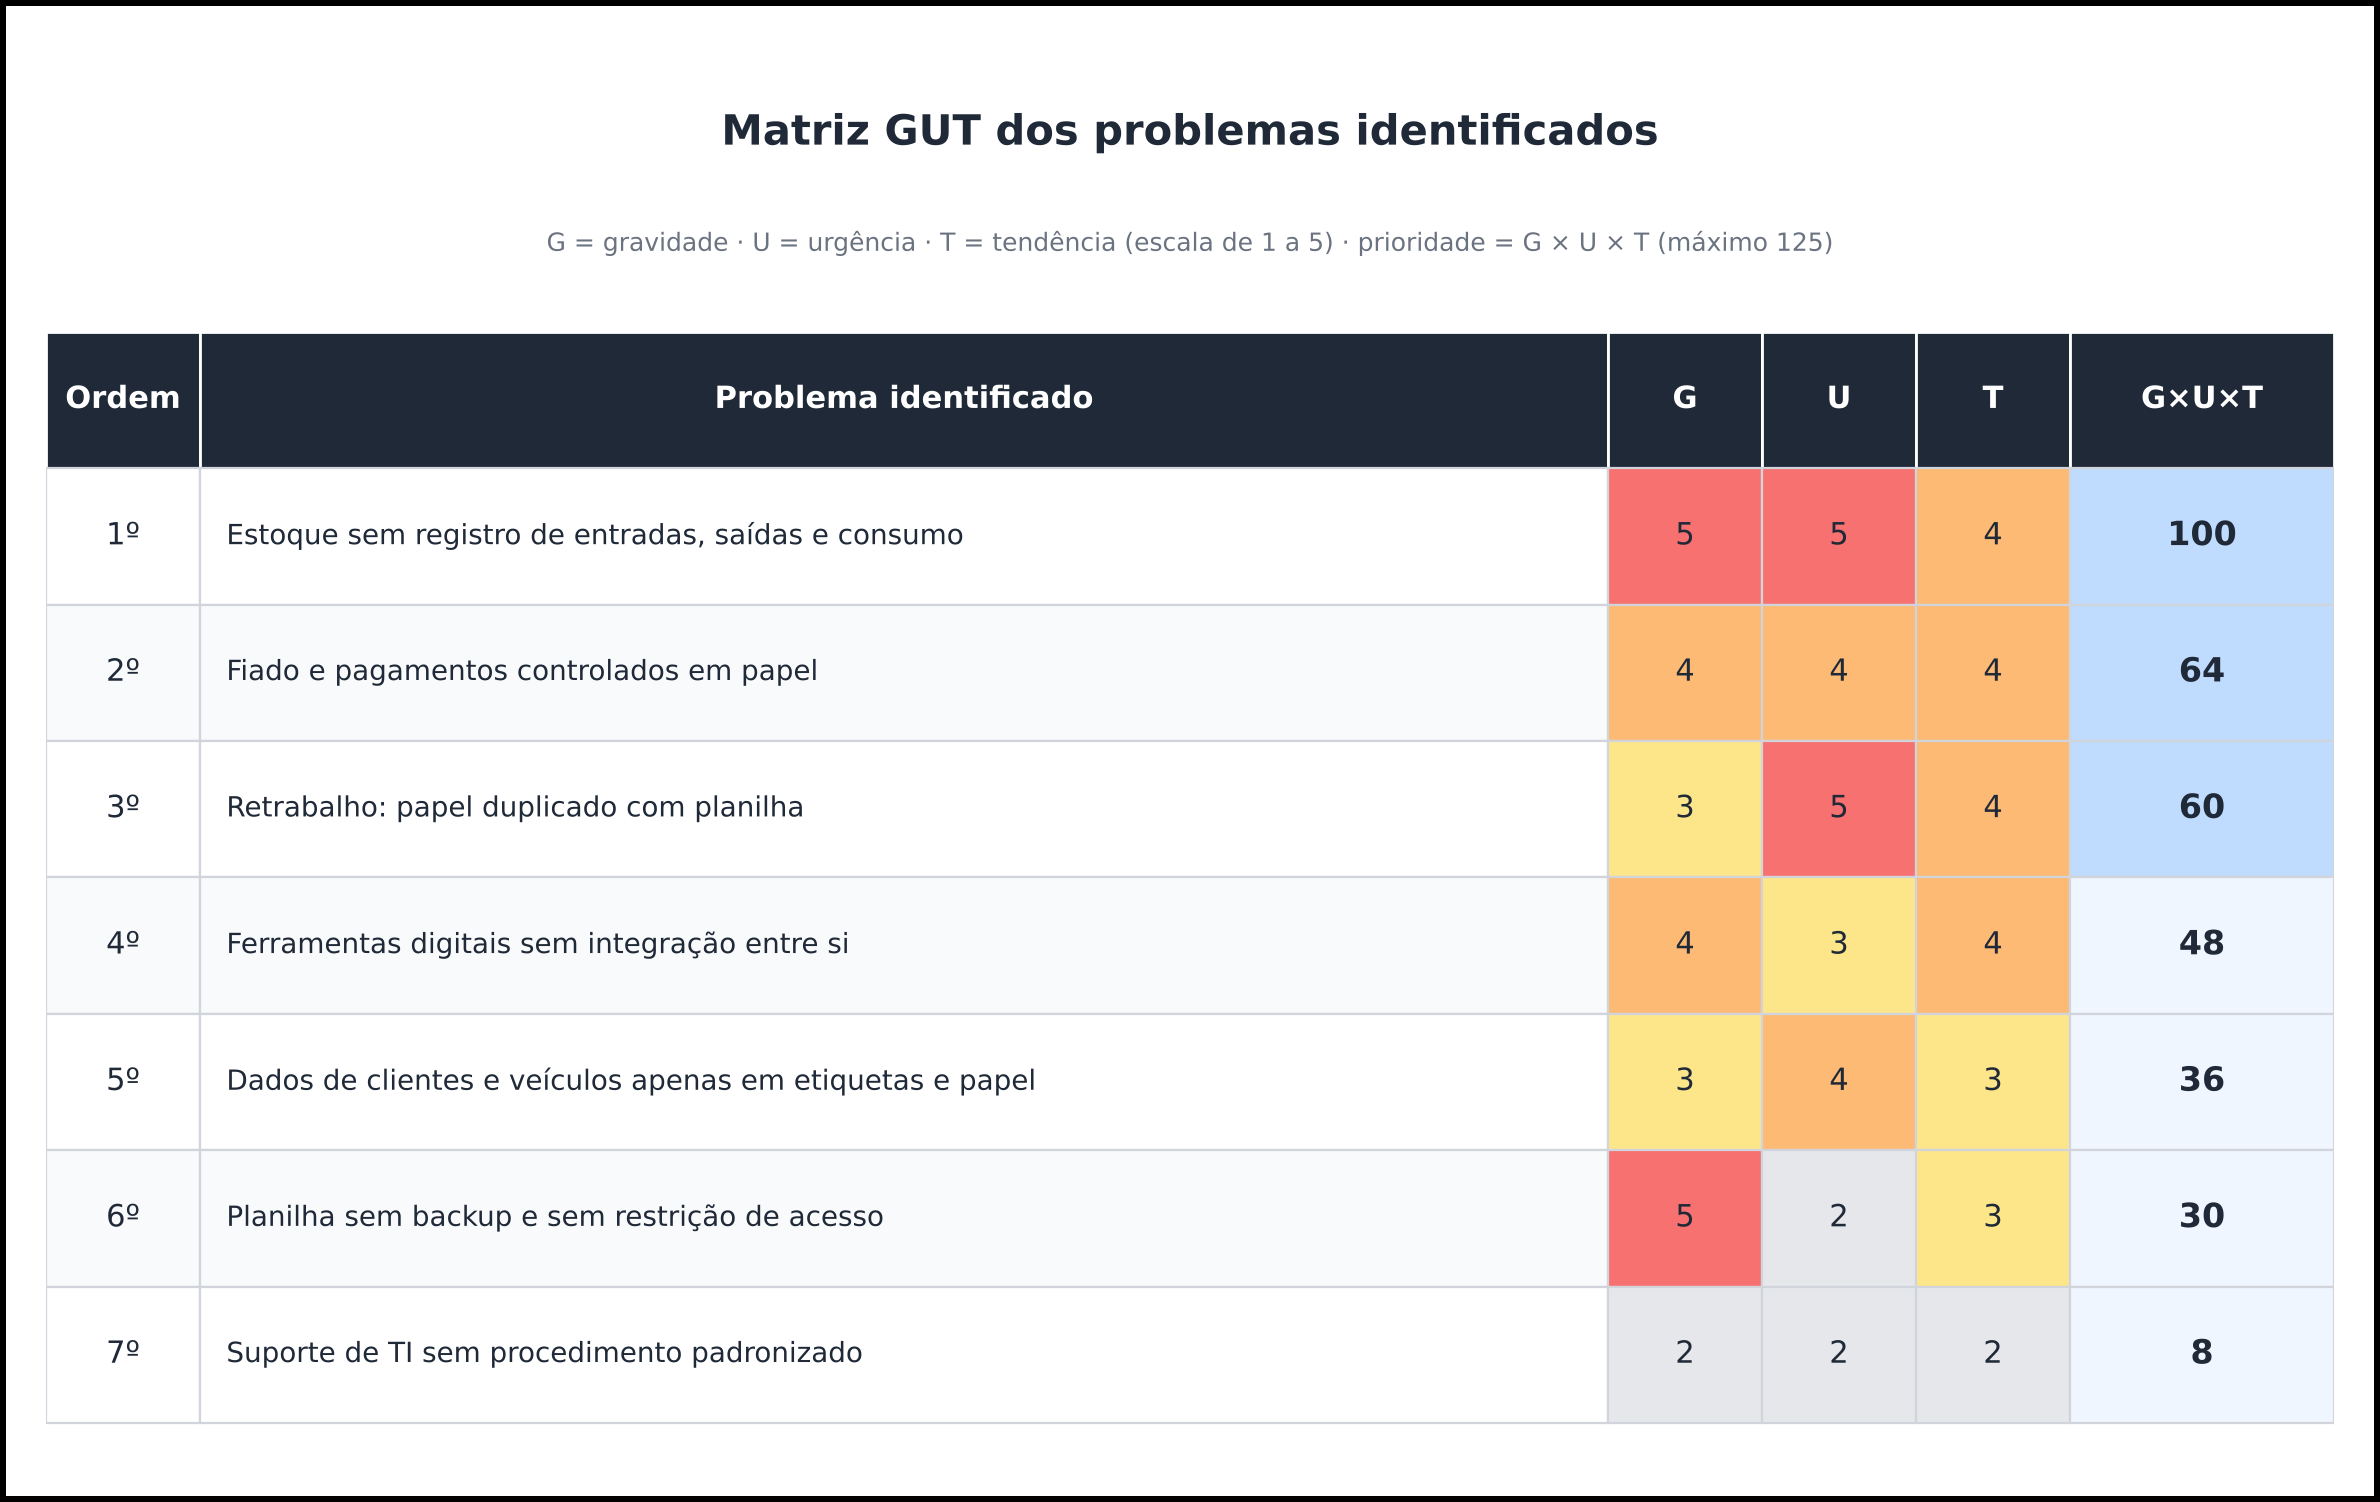 Matriz GUT dos problemas identificados
G = gravidade · U = urgência · T = tendência (escala de 1 a 5) · prioridade = G × U × T (máximo 125)
Ordem Problema identificado G U T G×U×T
1º Estoque sem registro de entradas, saídas e consumo 5 5 4 100
2º Fiado e pagamentos controlados em papel 4 4 4 64
3º Retrabalho: papel duplicado com planilha 3 5 4 60
4º Ferramentas digitais sem integração entre si 4 3 4 48
5º Dados de clientes e veículos apenas em etiquetas e papel 3 4 3 36
6º Planilha sem backup e sem restrição de acesso 5 2 3 30
7º Suporte de TI sem procedimento padronizado 2 2 2 8